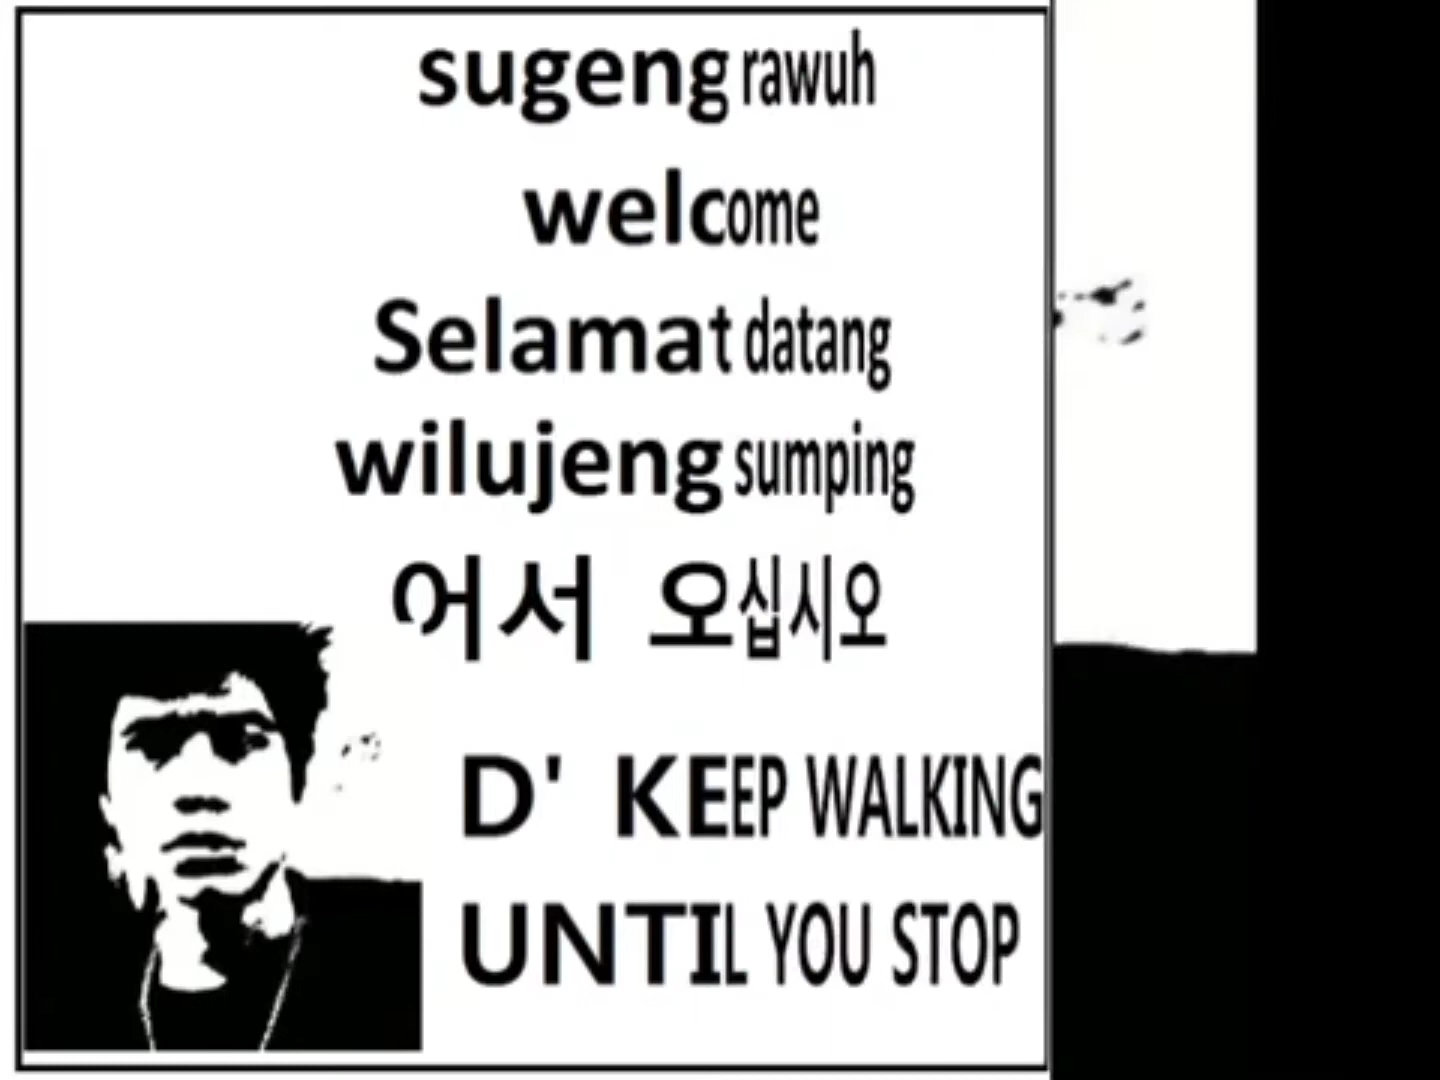 sugeng rawuh
welcome
Selamat datang
wilujeng sumping
어서 오십시오
D' KEEP WALKING
UNTIL YOU STOP